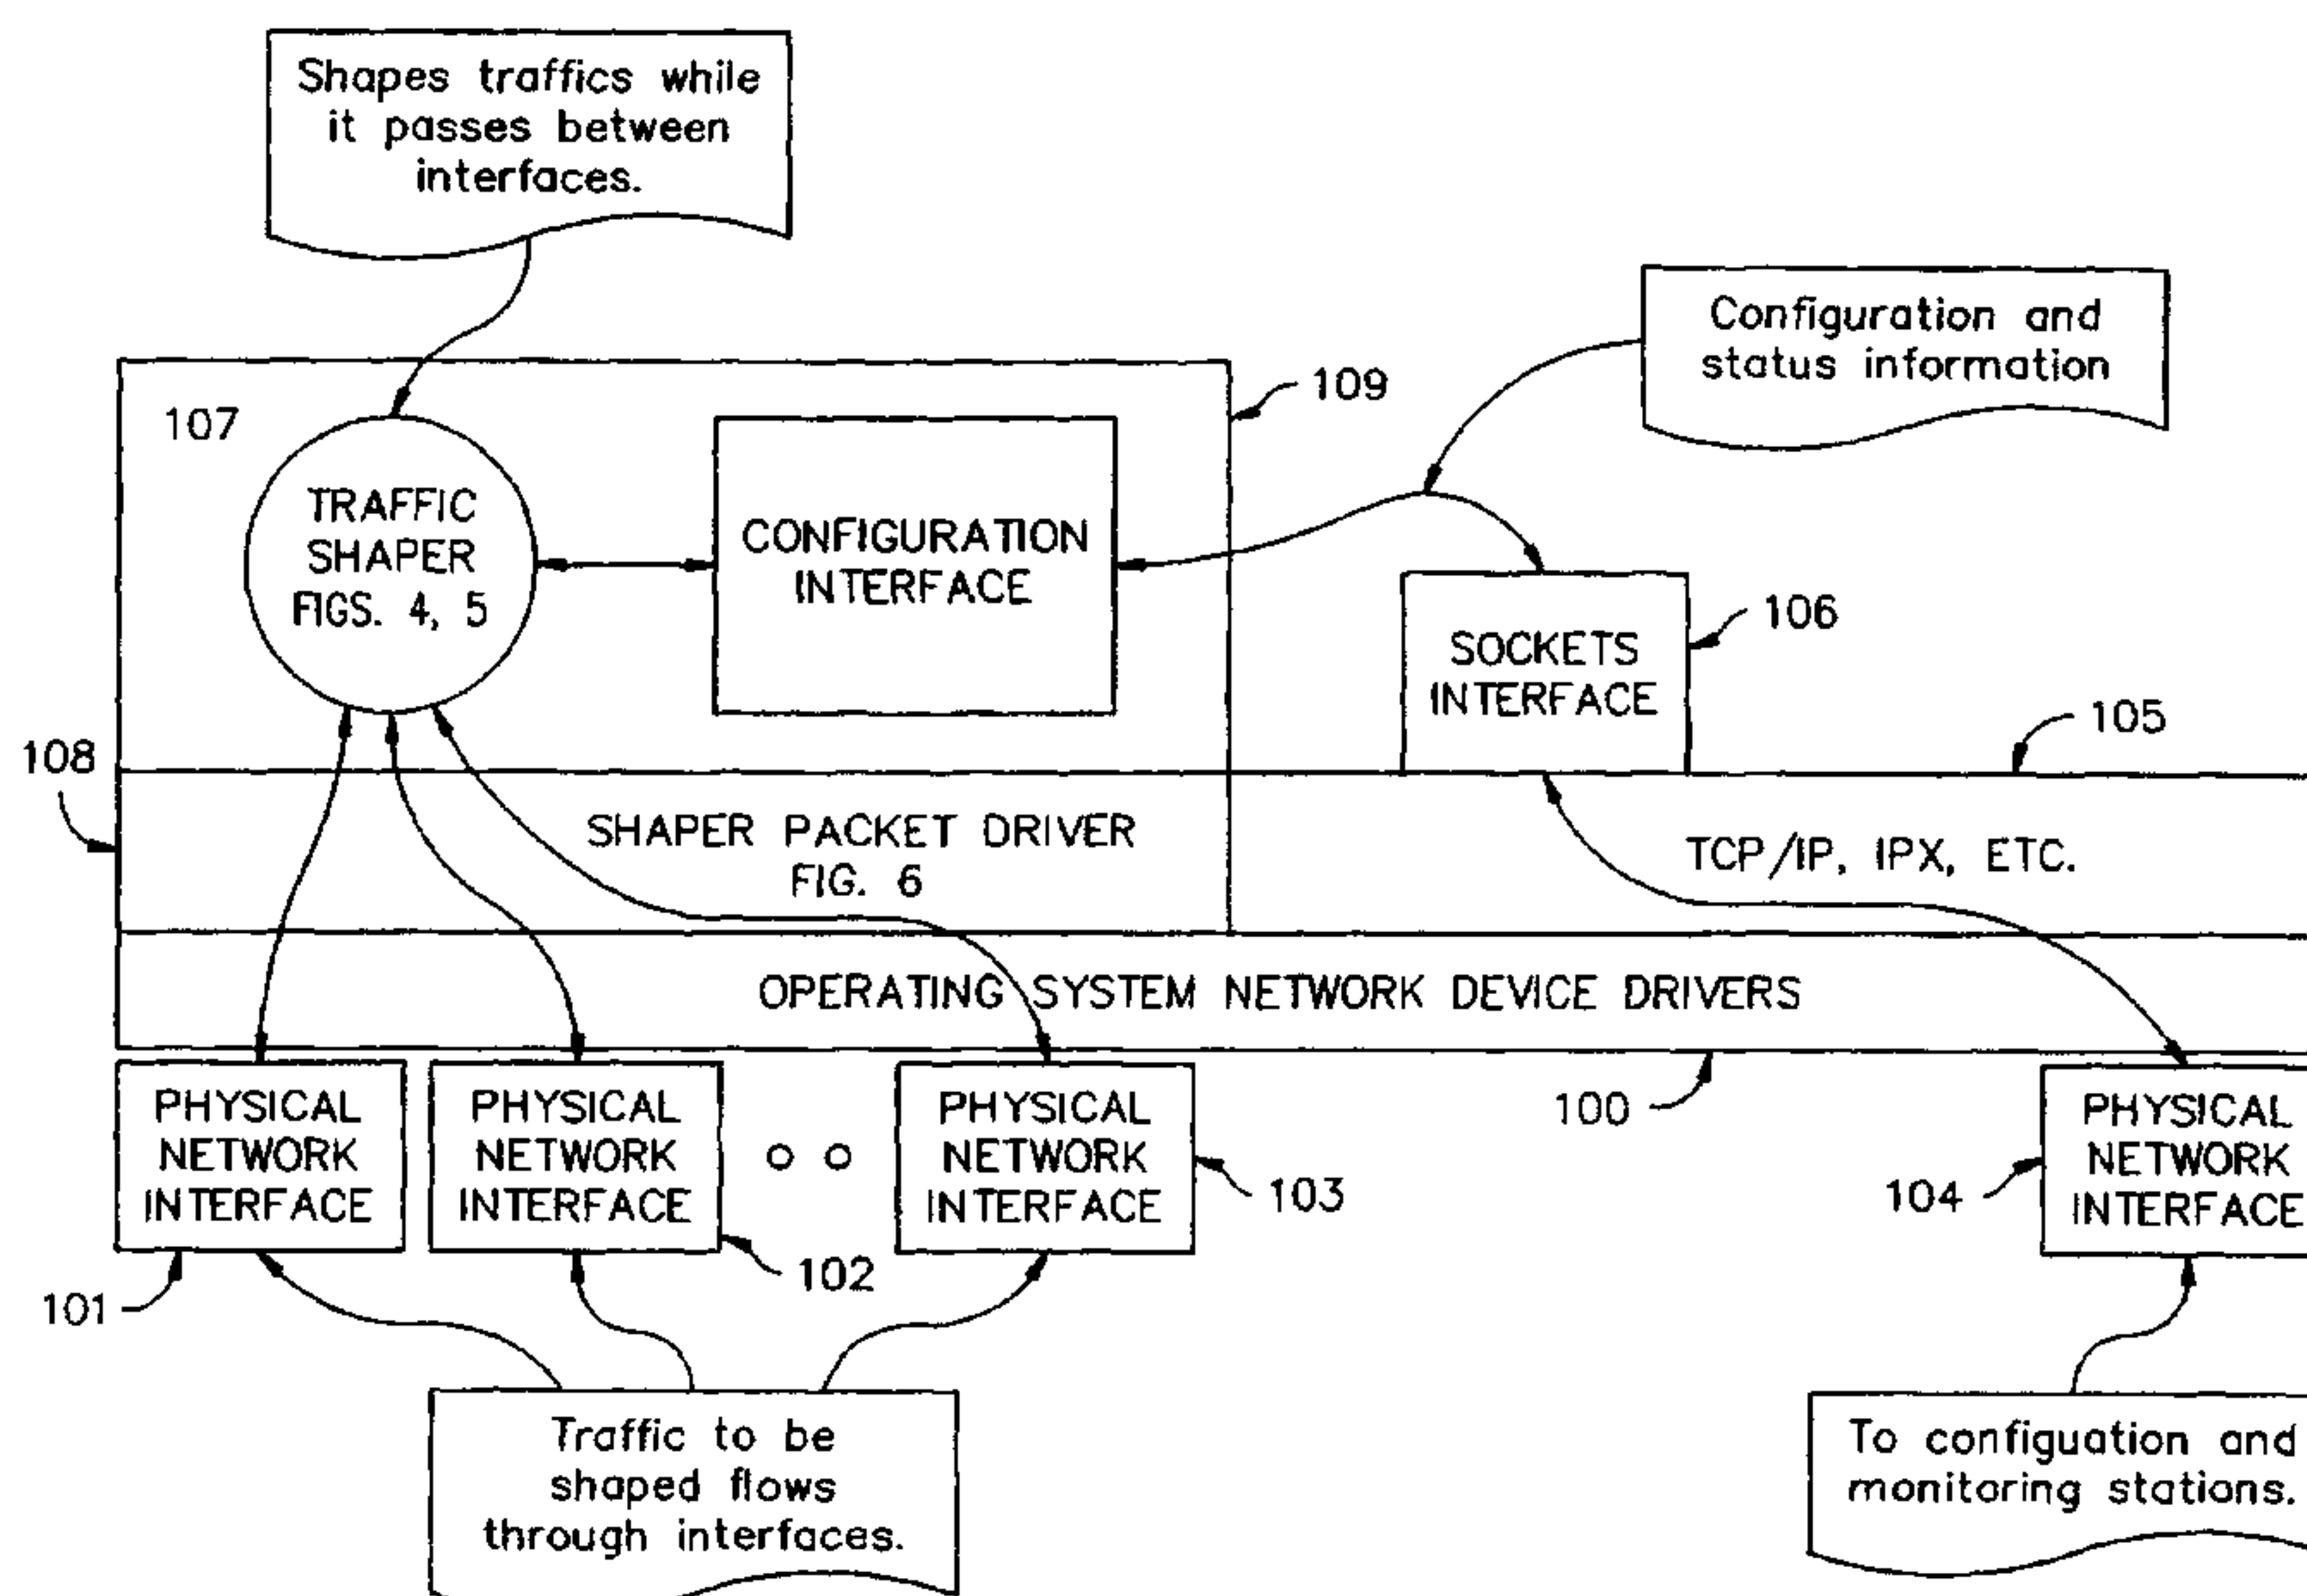 Shapes traffics while
it passes between
interfaces.
Configuration and
status information
109
107
TRAFFIC
SHAPER
FIGS. 4, 5
CONFIGURATION
INTERFACE
106
SOCKETS
INTERFACE
105
108
SHAPER PACKET DRIVER
FIG. 6
TCP/IP, IPX, ETC.
OPERATING SYSTEM NETWORK DEVICE DRIVERS
PHYSICAL
NETWORK
INTERFACE
PHYSICAL
NETWORK
INTERFACE
PHYSICAL
NETWORK
INTERFACE
100
PHYSICAL
NETWORK
INTERFACE
101
102
103
104
Traffic to be
shaped flows
through interfaces.
To configuation and
monitoring stations.